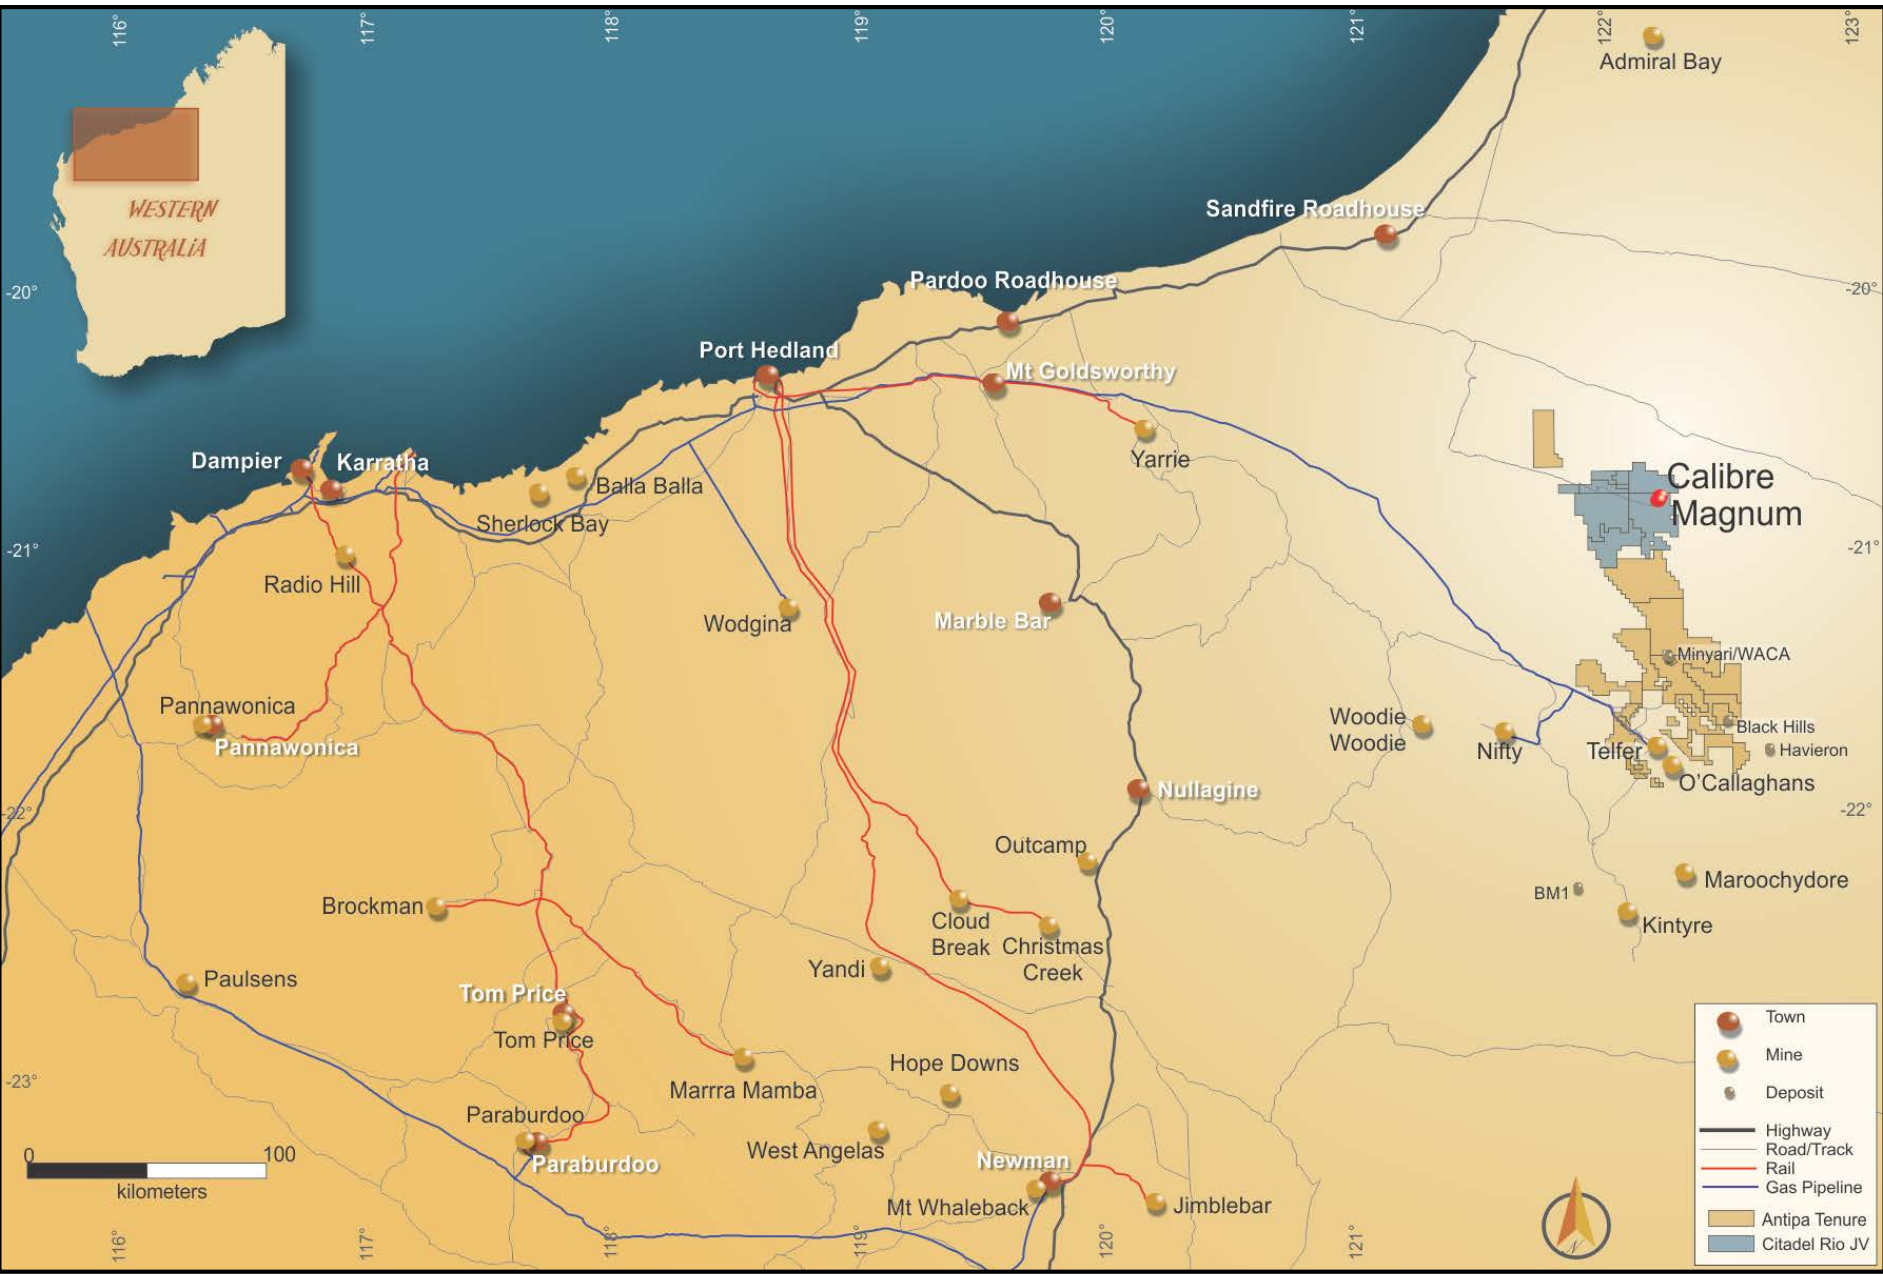 116°
117°
118°
119°
120°
121°
122°
123°
Admiral Bay
WESTERN
AUSTRALIA
Sandfire Roadhouse
-20°
Pardoo Roadhouse
-20°
Port Hedland
Mt Goldsworthy
Dampier
Karratha
Yarrie
Calibre
Magnum
Balla Balla
Sherlock Bay
-21°
-21°
Radio Hill
Wodgina
Marble Bar
Minyari/WACA
Pannawonica
Pannawonica
Woodie
Woodie
Nifty
Telfer
Black Hills
Havieron
O'Callaghans
Nullagine
-22°
-22°
Outcamp
Maroochydore
BM1
Kintyre
Brockman
Cloud
Break
Christmas
Creek
Yandi
Paulsens
Tom Price
Tom Price
Hope Downs
-23°
Marrra Mamba
Paraburdoo
West Angelas
Paraburdoo
Newman
Mt Whaleback
Jimblebar
0 100
kilometers
Town
Mine
Deposit
Highway
Road/Track
Rail
Gas Pipeline
Antipa Tenure
Citadel Rio JV
N
116°
117°
118°
119°
120°
121°